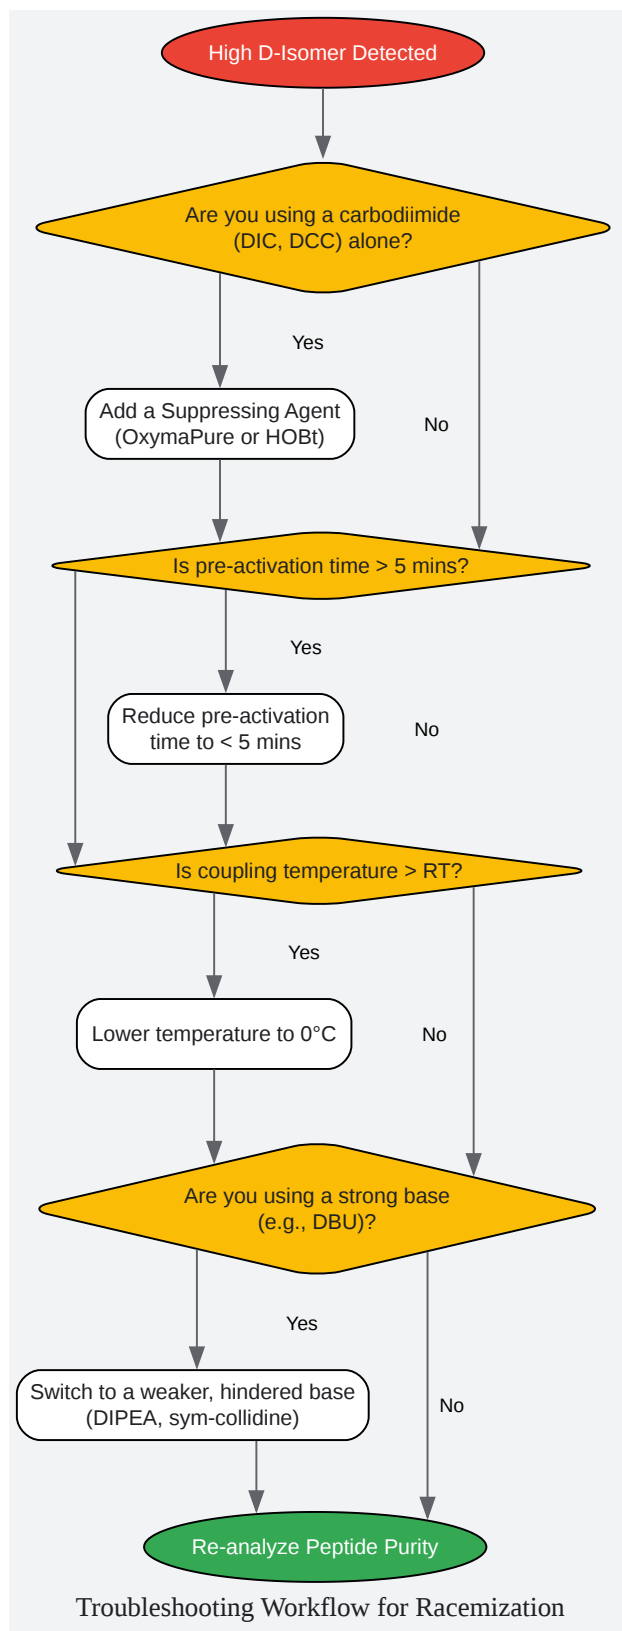 High D-Isomer Detected
Are you using a carbodiimide
(DIC, DCC) alone?
Yes
Add a Suppressing Agent
(OxymaPure or HOBt)
No
Is pre-activation time > 5 mins?
Yes
Reduce pre-activation
time to < 5 mins
No
Is coupling temperature > RT?
Yes
Lower temperature to 0°C
No
Are you using a strong base
(e.g., DBU)?
Yes
Switch to a weaker, hindered base
(DIPEA, sym-collidine)
No
Re-analyze Peptide Purity
Troubleshooting Workflow for Racemization